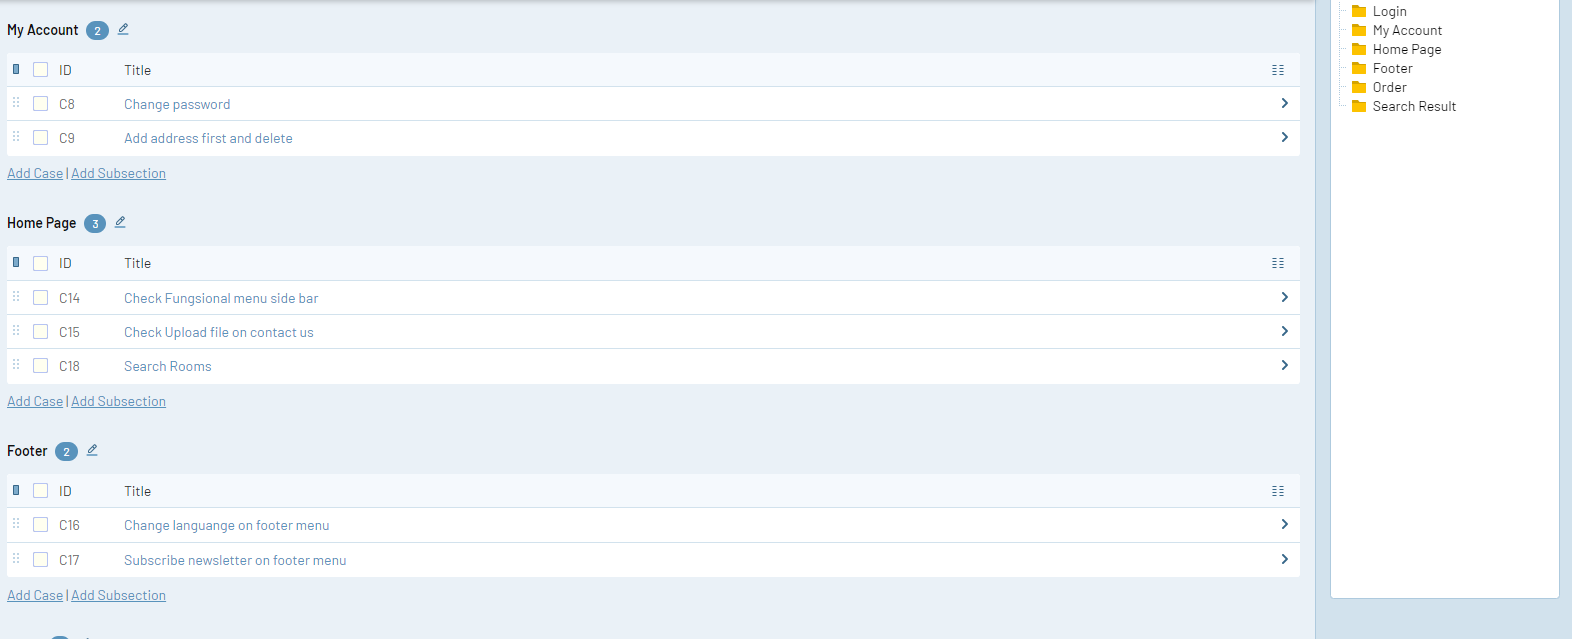 My Account 2
ID Title
C8 Change password
C9 Add address first and delete
Add Case | Add Subsection
Home Page 3
ID Title
C14 Check Fungsional menu side bar
C15 Check Upload file on contact us
C18 Search Rooms
Add Case | Add Subsection
Footer 2
ID Title
C16 Change languange on footer menu
C17 Subscribe newsletter on footer menu
Add Case | Add Subsection
Login
My Account
Home Page
Footer
Order
Search Result